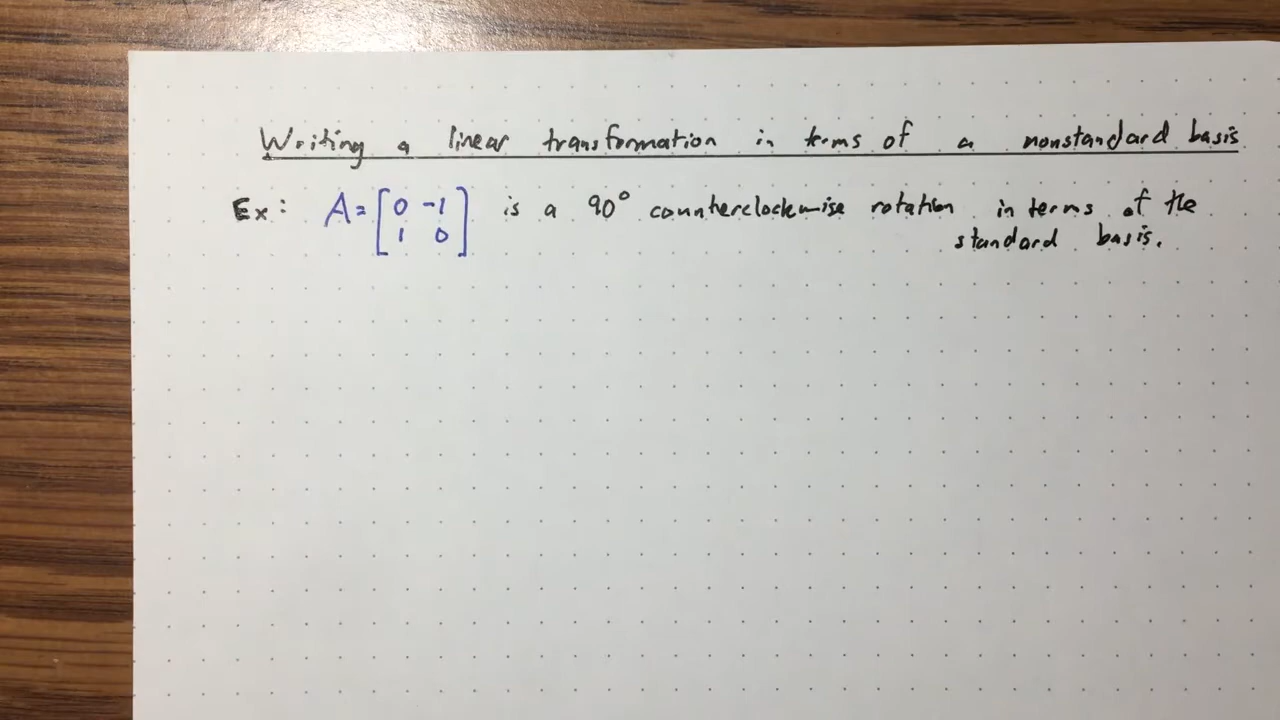 Writing a linear transformation in terms of a nonstandard basis
Ex: A = [0 -1 is a 90° counterclockwise rotation in terms of the
1 0] standard basis.